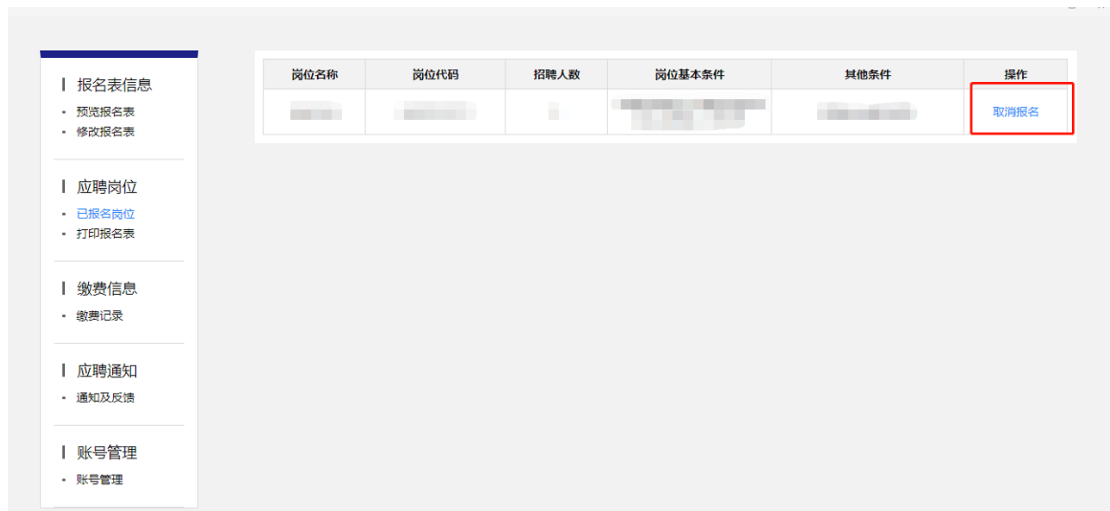 报名表信息
预览报名表
修改报名表
应聘岗位
已报名岗位
打印报名表
缴费信息
缴费记录
应聘通知
通知及反馈
账号管理
账号管理
岗位名称 岗位代码 招聘人数 岗位基本条件 其他条件 操作
取消报名